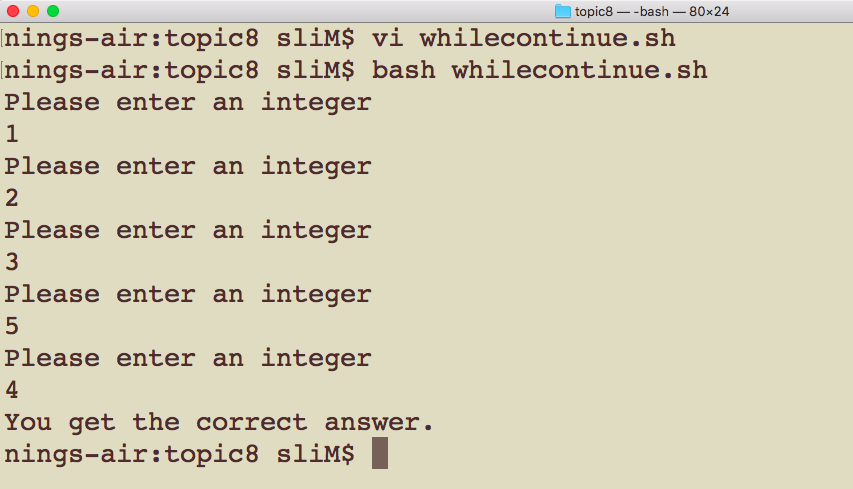 topic8 — -bash — 80×24
nings-air:topic8 sliM$ vi whilecontinue.sh
nings-air:topic8 sliM$ bash whilecontinue.sh
Please enter an integer
1
Please enter an integer
2
Please enter an integer
3
Please enter an integer
5
Please enter an integer
4
You get the correct answer.
nings-air:topic8 sliM$